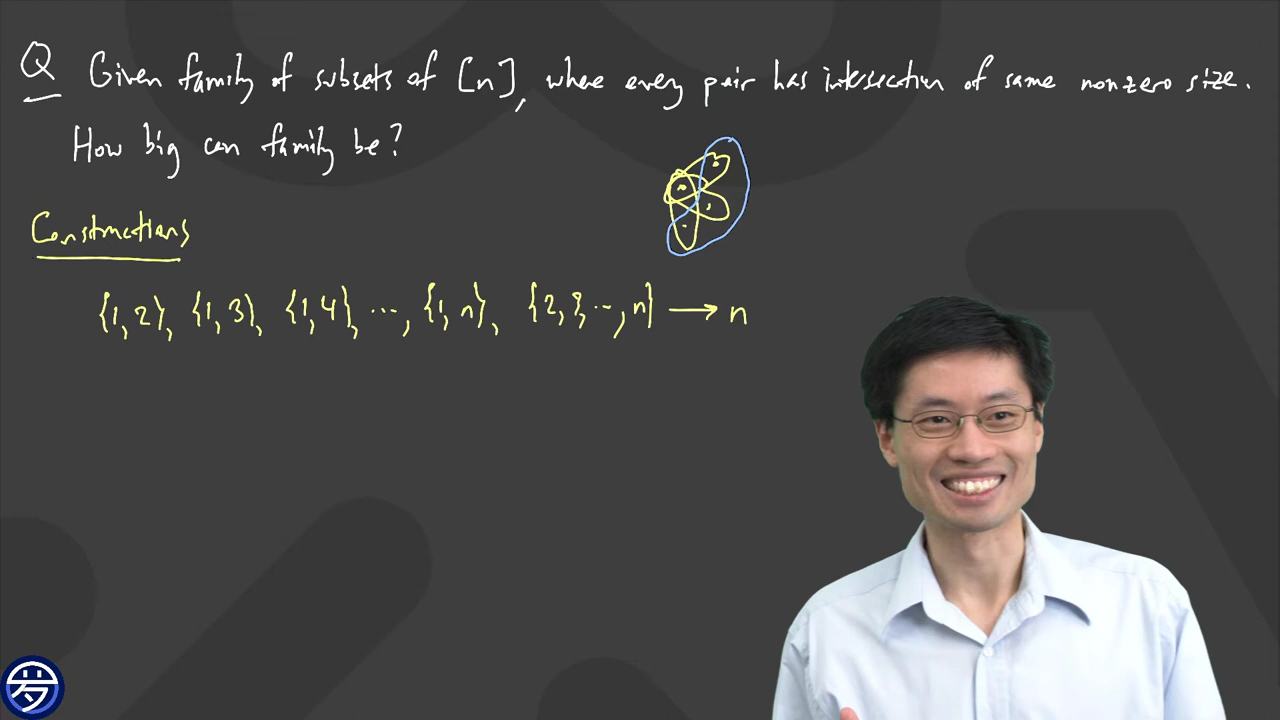 Q Given family of subsets of [n], where every pair has intersection of same nonzero size.
How big can family be?
Constructions
{1,2}, {1,3}, {1,4}, ..., {1,n}, {2,3,...,n} → n